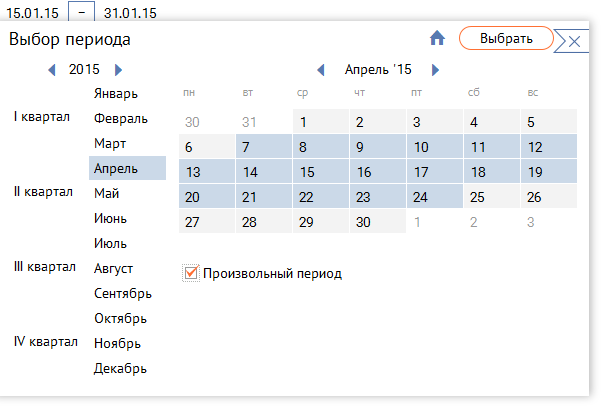 15.01.15 – 31.01.15
Выбор периода Выбрать
2015 Апрель '15
Январь пн вт ср чт пт сб вс
I квартал Февраль 30 31 1 2 3 4 5
Март 6 7 8 9 10 11 12
Апрель 13 14 15 16 17 18 19
II квартал Май 20 21 22 23 24 25 26
Июнь 27 28 29 30 1 2 3
Июль
III квартал Август Произвольный период
Сентябрь
Октябрь
IV квартал Ноябрь
Декабрь